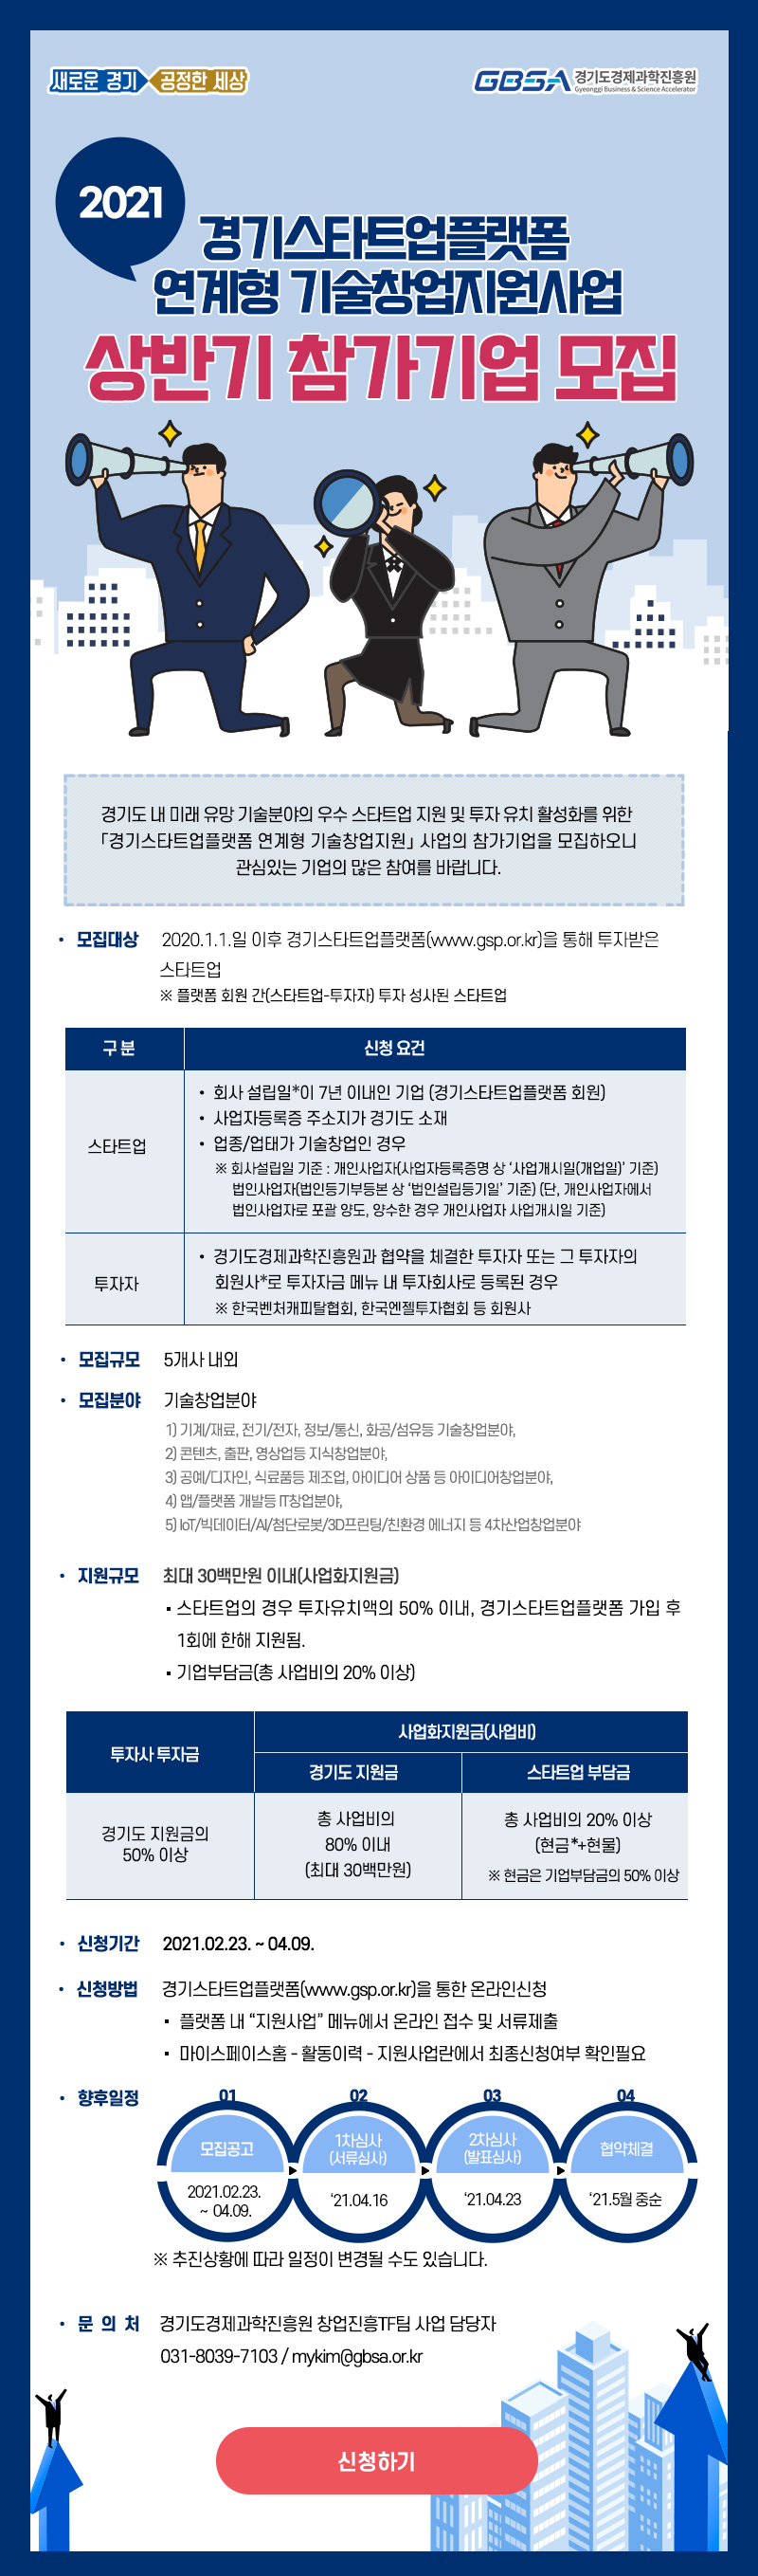 새로운 경기 공정한 세상
GBSA 경기도경제과학진흥원
Gyeonggi Business & Science Accelerator
2021
경기스타트업플랫폼
연계형 기술창업지원사업
상반기 참가기업 모집
경기도 내 미래 유망 기술분야의 우수 스타트업 지원 및 투자 유치 활성화를 위한
「경기스타트업플랫폼 연계형 기술창업지원」 사업의 참가기업을 모집하오니
관심있는 기업의 많은 참여를 바랍니다.
• 모집대상 2020.1.1.일 이후 경기스타트업플랫폼(www.gsp.or.kr)을 통해 투자받은
스타트업
※ 플랫폼 회원 간(스타트업-투자자) 투자 성사된 스타트업
구 분 신청 요건
스타트업
• 회사 설립일*이 7년 이내인 기업 (경기스타트업플랫폼 회원)
• 사업자등록증 주소지가 경기도 소재
• 업종/업태가 기술창업인 경우
※ 회사설립일 기준 : 개인사업자(사업자등록증명 상 ‘사업개시일(개업일)’ 기준)
법인사업자(법인등기부등본 상 ‘법인설립등기일’ 기준) (단, 개인사업자에서
법인사업자로 포괄 양도, 양수한 경우 개인사업자 사업개시일 기준)
투자자
• 경기도경제과학진흥원과 협약을 체결한 투자자 또는 그 투자자의
회원사*로 투자자금 메뉴 내 투자회사로 등록된 경우
※ 한국벤처캐피탈협회, 한국엔젤투자협회 등 회원사
• 모집규모 5개사 내외
• 모집분야 기술창업분야
1) 기계/재료, 전기/전자, 정보/통신, 화공/섬유등 기술창업분야,
2) 콘텐츠, 출판, 영상업등 지식창업분야,
3) 공예/디자인, 식료품등 제조업, 아이디어 상품 등 아이디어창업분야,
4) 앱/플랫폼 개발등 IT창업분야,
5) IoT/빅데이터/AI/첨단로봇/3D프린팅/친환경 에너지 등 4차산업창업분야
• 지원규모 최대 30백만원 이내(사업화지원금)
▪ 스타트업의 경우 투자유치액의 50% 이내, 경기스타트업플랫폼 가입 후
1회에 한해 지원됨.
▪ 기업부담금(총 사업비의 20% 이상)
투자사 투자금 사업화지원금(사업비)
경기도 지원금 스타트업 부담금
경기도 지원금의
50% 이상
총 사업비의
80% 이내
(최대 30백만원)
총 사업비의 20% 이상
(현금*+현물)
※ 현금은 기업부담금의 50% 이상
• 신청기간 2021.02.23. ~ 04.09.
• 신청방법 경기스타트업플랫폼(www.gsp.or.kr)을 통한 온라인신청
▪ 플랫폼 내 “지원사업” 메뉴에서 온라인 접수 및 서류제출
▪ 마이스페이스홈 - 활동이력 - 지원사업란에서 최종신청여부 확인필요
• 향후일정
01
모집공고
2021.02.23.
~ 04.09.
02
1차심사
(서류심사)
‘21.04.16
03
2차심사
(발표심사)
‘21.04.23
04
협약체결
‘21.5월 중순
※ 추진상황에 따라 일정이 변경될 수도 있습니다.
• 문 의 처 경기도경제과학진흥원 창업진흥TF팀 사업 담당자
031-8039-7103 / mykim@gbsa.or.kr
신청하기